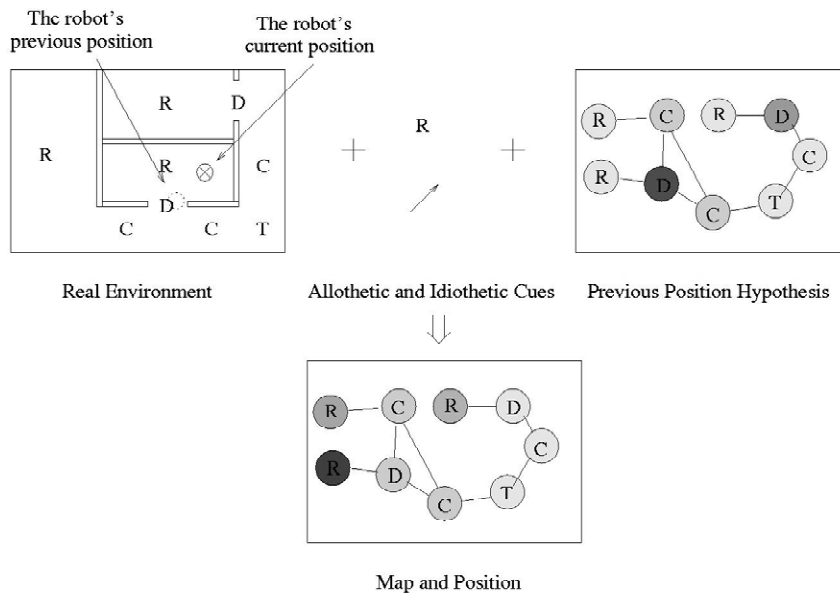 The robot's
previous position
The robot's
current position
R
D
R
R
C
D
C
C
T
+
R
+
R
C
R
D
R
D
C
T
C
Real Environment
Allothetic and Idiothetic Cues
Previous Position Hypothesis
R
C
R
D
R
D
C
T
C
Map and Position